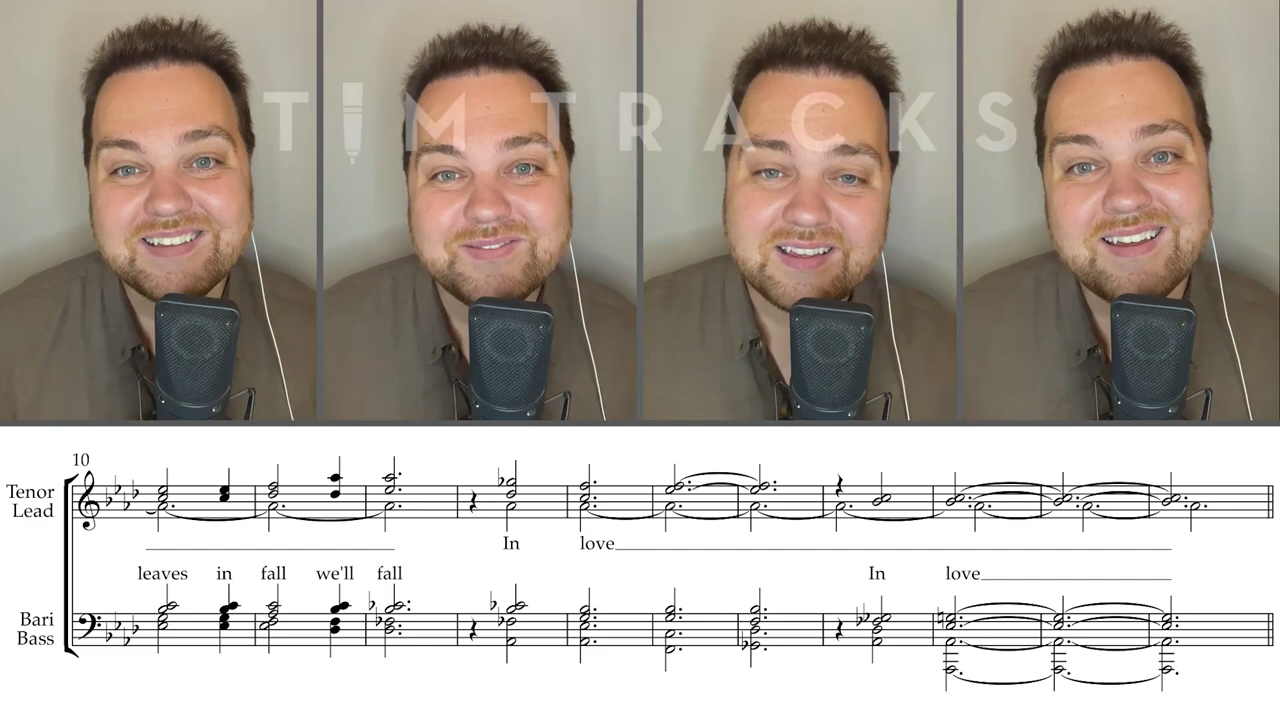 TIM TRACKS
10
Tenor
Lead
In love
leaves in fall we'll fall In love
Bari
Bass